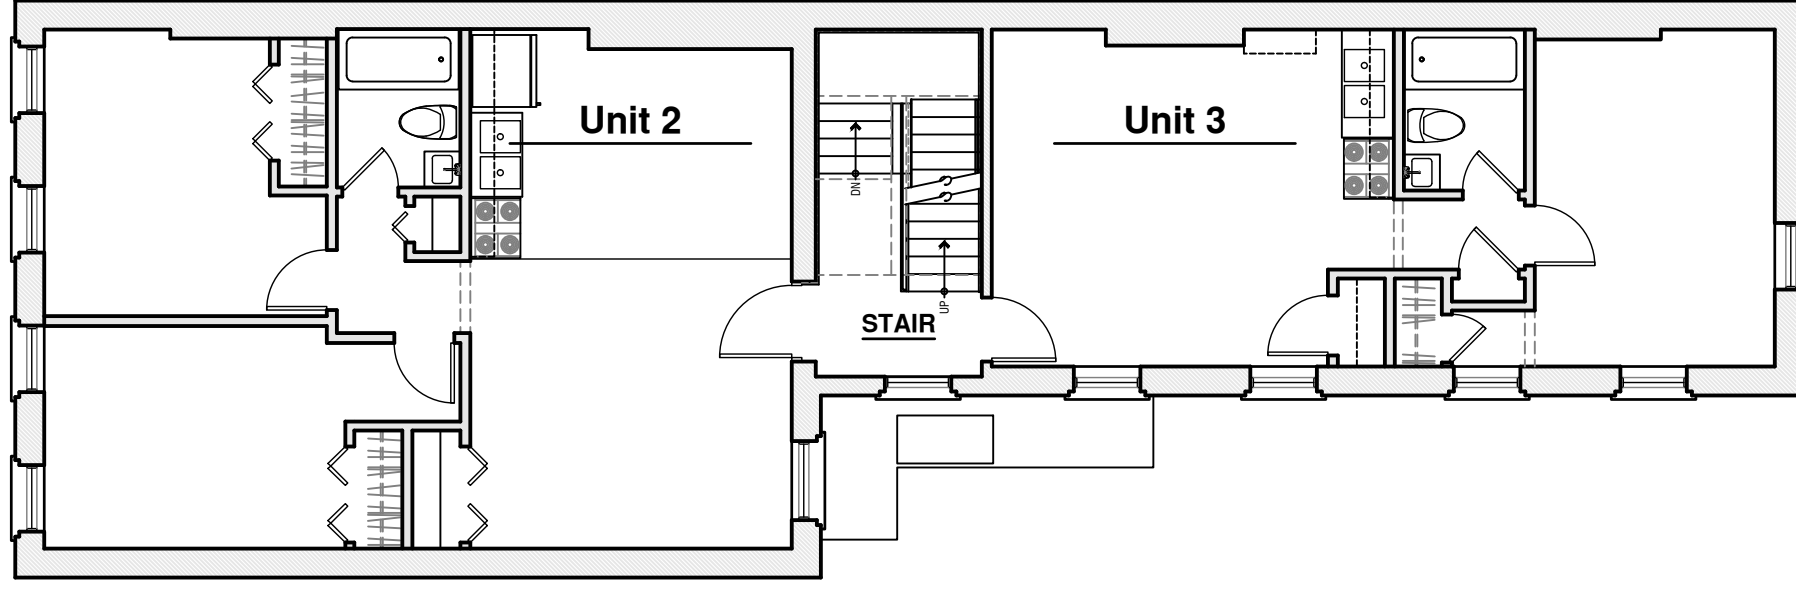 Unit 2
Unit 3
DN
UP
STAIR